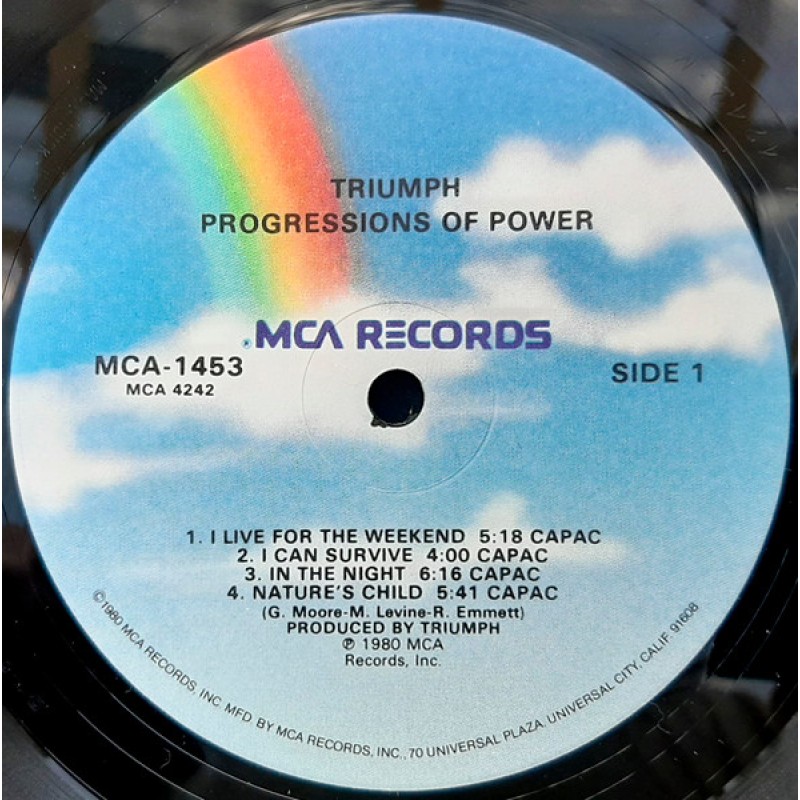 TRIUMPH
PROGRESSIONS OF POWER
MCA RECORDS
MCA-1453
MCA 4242
SIDE 1
1. I LIVE FOR THE WEEKEND 5:18 CAPAC
2. I CAN SURVIVE 4:00 CAPAC
3. IN THE NIGHT 6:16 CAPAC
4. NATURE'S CHILD 5:41 CAPAC
(G. Moore-M. Levine-R. Emmett)
PRODUCED BY TRIUMPH
℗ 1980 MCA
Records, Inc.
©1980 MCA RECORDS, INC. MFD. BY MCA RECORDS, INC., 70 UNIVERSAL PLAZA, UNIVERSAL CITY, CALIF. 91608